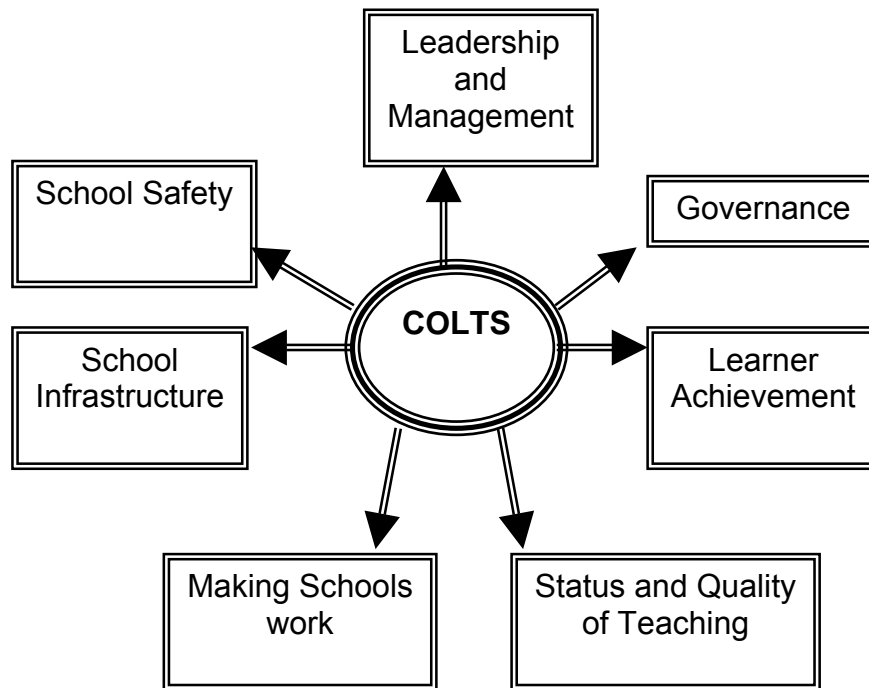 Leadership
and
Management
School Safety
Governance
COLTS
School
Infrastructure
Learner
Achievement
Making Schools
work
Status and Quality
of Teaching